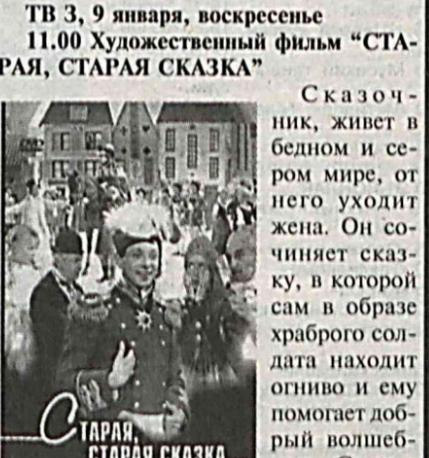 ТВ 3, 9 января, воскресенье
11.00 Художественный фильм “СТА-
РАЯ, СТАРАЯ СКАЗКА”
Сказоч-
ник, живет в
бедном и се-
ром мире, от
него уходит
жена. Он со-
чиняет сказ-
ку, в которой
сам в образе
храброго сол-
дата находит
огниво и ему
помогает доб-
рый волшеб-
СТАРАЯ,
СТАРАЯ СКАЗКА